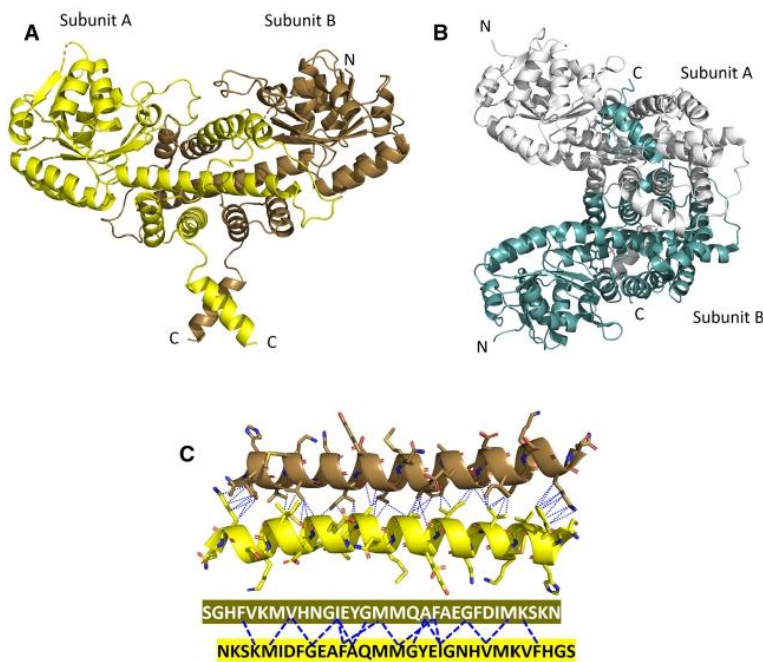 Subunit A
Subunit B
A
N
C
C
B
N
C
Subunit A
C
Subunit B
N
C
SGHFVKMVHNGIEYGMMQAFAEGFDIMKSKN
NKSKMIDFGEAFAQMMGYEIGNHVMKVFHGS